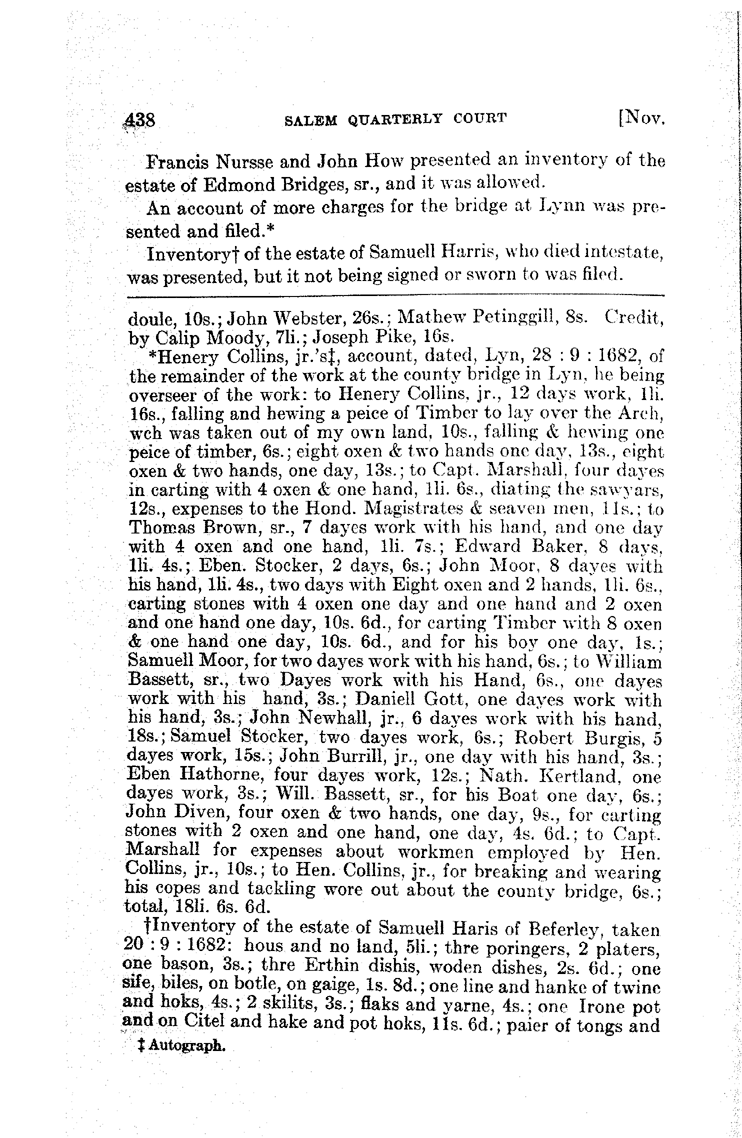 438 SALEM QUARTERLY COURT [Nov.
Francis Nursse and John How presented an inventory of the
estate of Edmond Bridges, sr., and it was allowed.
An account of more charges for the bridge at Lynn was pre-
sented and filed.*
Inventory† of the estate of Samuell Harris, who died intestate,
was presented, but it not being signed or sworn to was filed.
doule, 10s.; John Webster, 26s.; Mathew Petinggill, 8s. Credit,
by Calip Moody, 7li.; Joseph Pike, 16s.
*Henery Collins, jr.'s‡, account, dated, Lyn, 28 : 9 : 1682, of
the remainder of the work at the county bridge in Lyn, he being
overseer of the work: to Henery Collins, jr., 12 days work, 1li.
16s., falling and hewing a peice of Timber to lay over the Arch,
wch was taken out of my own land, 10s., falling & hewing one
peice of timber, 6s.; eight oxen & two hands one day, 13s., eight
oxen & two hands, one day, 13s.; to Capt. Marshall, four dayes
in carting with 4 oxen & one hand, 1li. 6s., diating the sawyars,
12s., expenses to the Hond. Magistrates & seaven men, 11s.; to
Thomas Brown, sr., 7 dayes work with his hand, and one day
with 4 oxen and one hand, 1li. 7s.; Edward Baker, 8 days,
1li. 4s.; Eben. Stocker, 2 days, 6s.; John Moor, 8 dayes with
his hand, 1li. 4s., two days with Eight oxen and 2 hands, 1li. 6s.,
carting stones with 4 oxen one day and one hand and 2 oxen
and one hand one day, 10s. 6d., for carting Timber with 8 oxen
& one hand one day, 10s. 6d., and for his boy one day, 1s.;
Samuell Moor, for two dayes work with his hand, 6s.; to William
Bassett, sr., two Dayes work with his Hand, 6s., one dayes
work with his hand, 3s.; Daniell Gott, one dayes work with
his hand, 3s.; John Newhall, jr., 6 dayes work with his hand,
18s.; Samuel Stocker, two dayes work, 6s.; Robert Burgis, 5
dayes work, 15s.; John Burrill, jr., one day with his hand, 3s.;
Eben Hathorne, four dayes work, 12s.; Nath. Kertland, one
dayes work, 3s.; Will. Bassett, sr., for his Boat one day, 6s.;
John Diven, four oxen & two hands, one day, 9s., for carting
stones with 2 oxen and one hand, one day, 4s. 6d.; to Capt.
Marshall for expenses about workmen employed by Hen.
Collins, jr., 10s.; to Hen. Collins, jr., for breaking and wearing
his copes and tackling wore out about the county bridge, 6s.;
total, 18li. 6s. 6d.
†Inventory of the estate of Samuell Haris of Beferley, taken
20 : 9 : 1682: hous and no land, 5li.; thre poringers, 2 platers,
one bason, 3s.; thre Erthin dishis, woden dishes, 2s. 6d.; one
sife, biles, on botle, on gaige, 1s. 8d.; one line and hanke of twine
and hoks, 4s.; 2 skilits, 3s.; flaks and yarne, 4s.; one Irone pot
and on Citel and hake and pot hoks, 11s. 6d.; paier of tongs and
‡ Autograph.